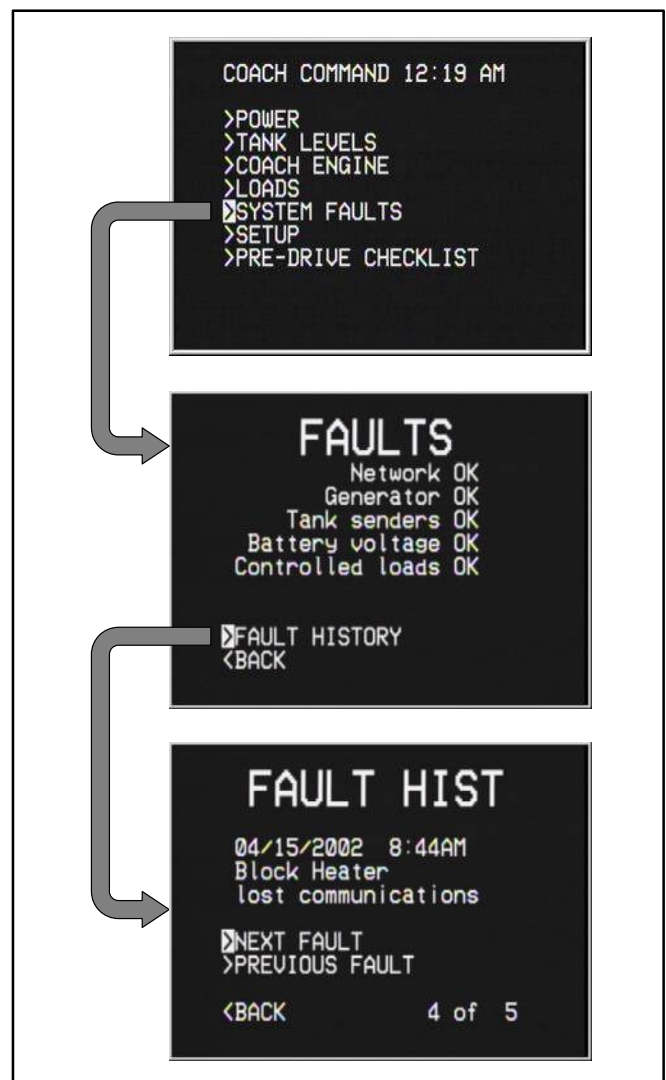 COACH COMMAND 12:19 AM
>POWER
>TANK LEVELS
>COACH ENGINE
>LOADS
>SYSTEM FAULTS
>SETUP
>PRE-DRIVE CHECKLIST
FAULTS
Network OK
Generator OK
Tank senders OK
Battery voltage OK
Controlled loads OK
>FAULT HISTORY
<BACK
FAULT HIST
04/15/2002 8:44AM
Block Heater
lost communications
>NEXT FAULT
>PREVIOUS FAULT
<BACK 4 of 5